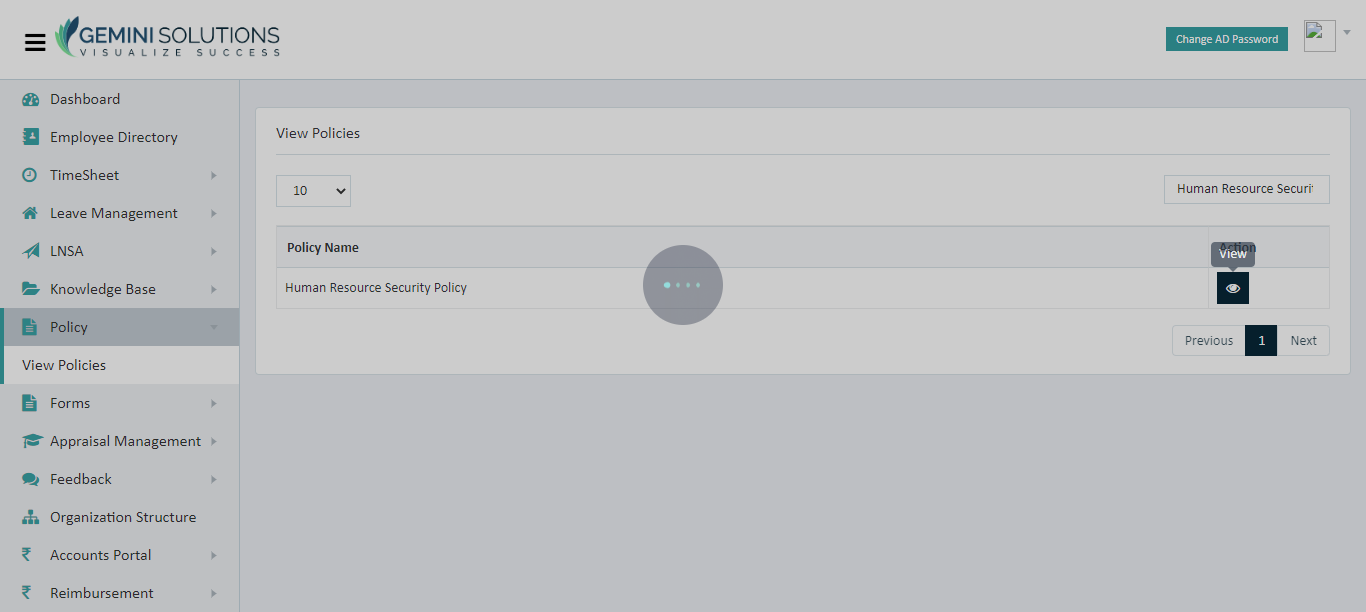 GEMINI SOLUTIONS
VISUALIZE SUCCESS
Change AD Password
Dashboard
Employee Directory
TimeSheet
Leave Management
LNSA
Knowledge Base
Policy
View Policies
Forms
Appraisal Management
Feedback
Organization Structure
Accounts Portal
Reimbursement
View Policies
10
Human Resource Securi
Policy Name
Action
View
Human Resource Security Policy
Previous
1
Next